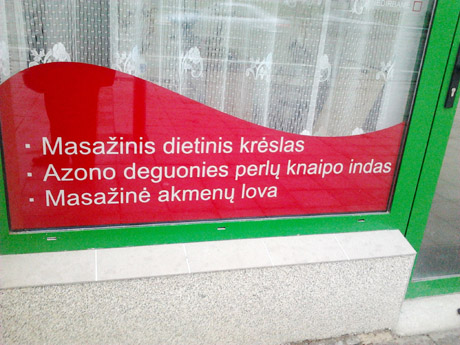 · Masažinis dietinis krėslas
· Azono deguonies perlų knaipo indas
· Masažinė akmenų lova